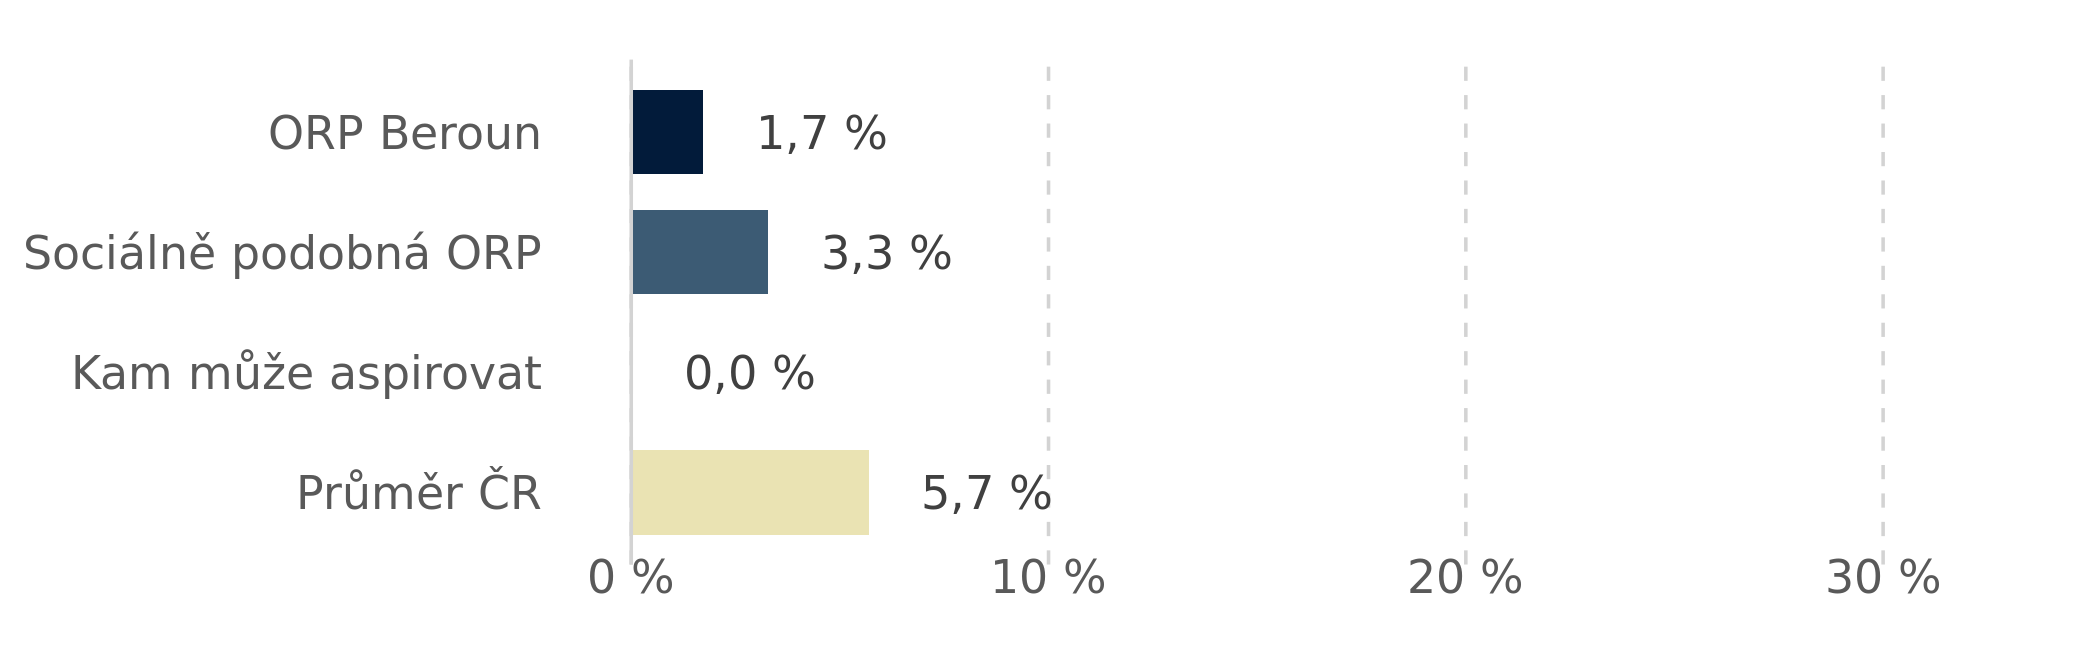 ORP Beroun 1,7 %
Sociálně podobná ORP 3,3 %
Kam může aspirovat 0,0 %
Průměr ČR 5,7 %
0 % 10 % 20 % 30 %